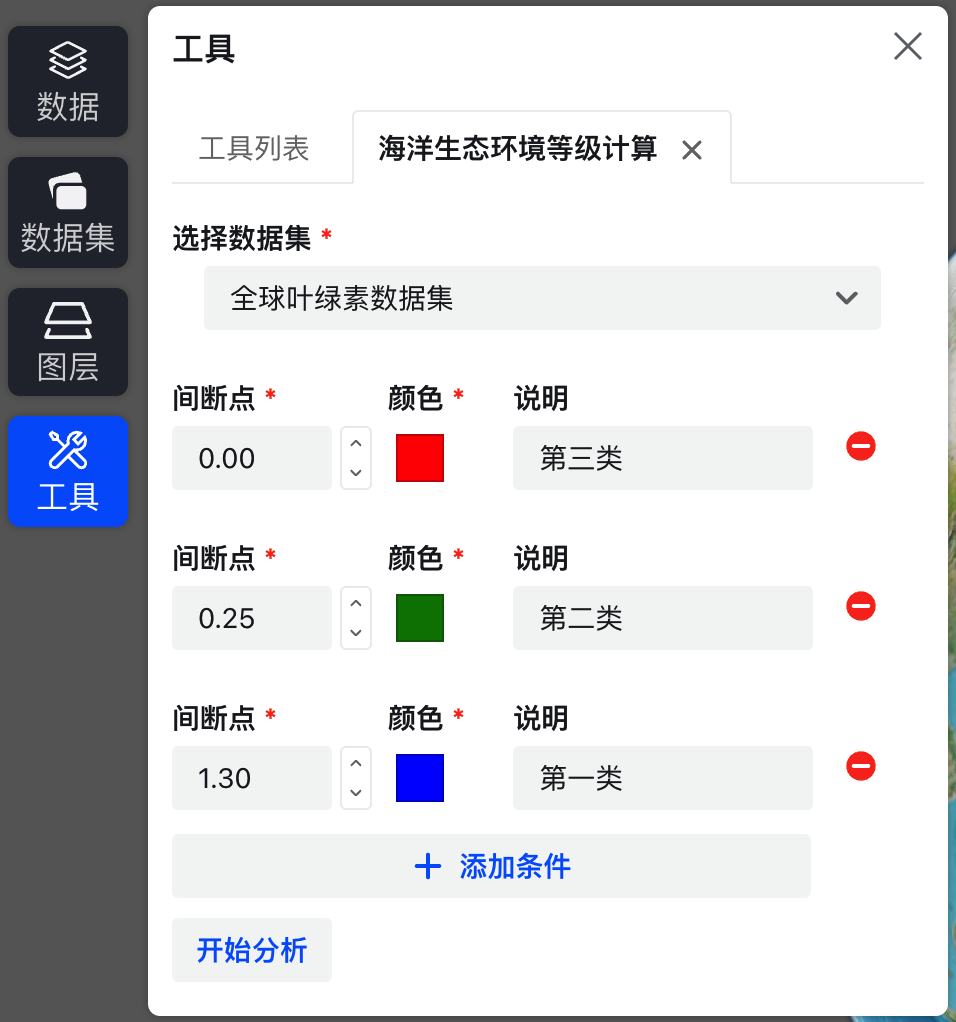 数据
数据集
图层
工具
工具
工具列表 海洋生态环境等级计算
选择数据集 *
全球叶绿素数据集
间断点 * 颜色 * 说明
0.00 第三类
间断点 * 颜色 * 说明
0.25 第二类
间断点 * 颜色 * 说明
1.30 第一类
添加条件
开始分析